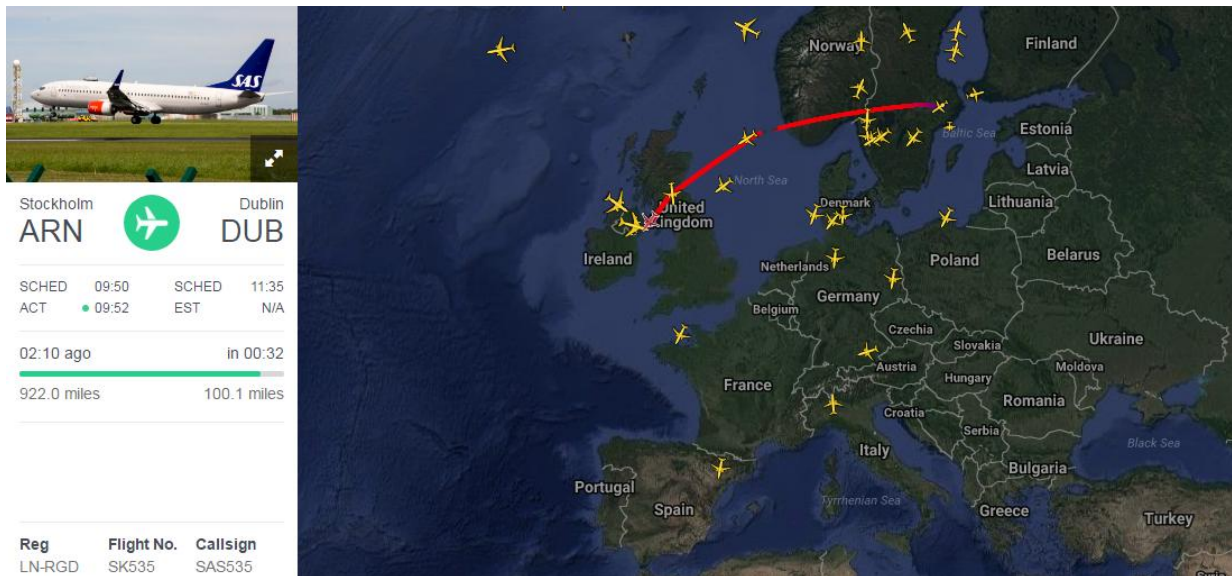 SAS
Stockholm Dublin
ARN DUB
SCHED 09:50 SCHED 11:35
ACT 09:52 EST N/A
02:10 ago in 00:32
922.0 miles 100.1 miles
Reg Flight No. Callsign
LN-RGD SK535 SAS535
Norway
Finland
Baltic Sea
Estonia
Latvia
Lithuania
North Sea
Denmark
United
Kingdom
Ireland
Netherlands
Poland
Belarus
Germany
Belgium
Czechia
Ukraine
Slovakia
Austria
Moldova
France
Hungary
Romania
Croatia
Serbia
Italy
Black Sea
Bulgaria
Portugal
Spain
Tyrrhenian Sea
Greece
Turkey